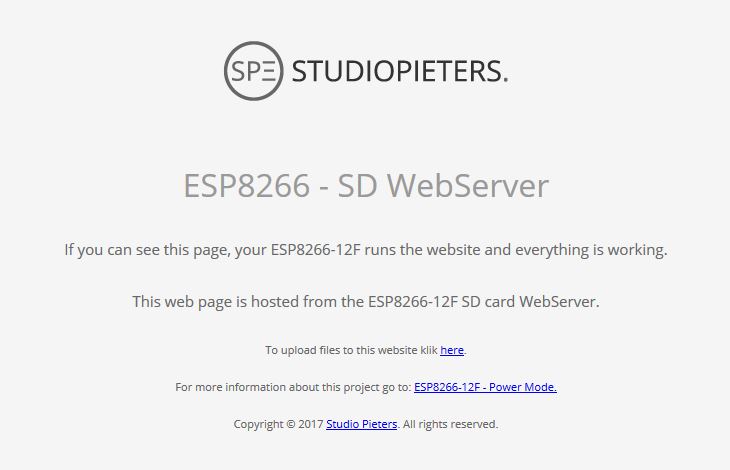 SPE STUDIOPIETERS.
ESP8266 - SD WebServer
If you can see this page, your ESP8266-12F runs the website and everything is working.
This web page is hosted from the ESP8266-12F SD card WebServer.
To upload files to this website klik here.
For more information about this project go to: ESP8266-12F - Power Mode.
Copyright © 2017 Studio Pieters. All rights reserved.